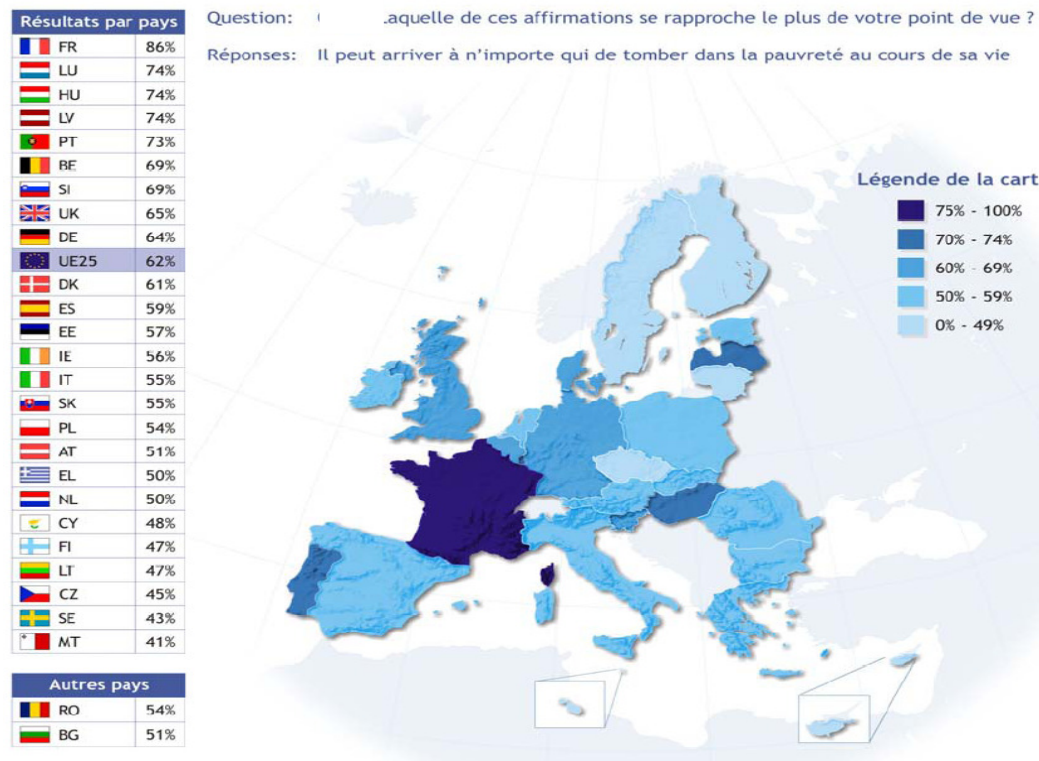 Question: laquelle de ces affirmations se rapproche le plus de votre point de vue ?
Réponses: Il peut arriver à n'importe qui de tomber dans la pauvreté au cours de sa vie
Résultats par pays
FR 86%
LU 74%
HU 74%
LV 74%
PT 73%
BE 69%
SI 69%
UK 65%
DE 64%
UE25 62%
DK 61%
ES 59%
EE 57%
IE 56%
IT 55%
SK 55%
PL 54%
AT 51%
EL 50%
NL 50%
CY 48%
FI 47%
LT 47%
CZ 45%
SE 43%
MT 41%
Autres pays
RO 54%
BG 51%
Légende de la cart
75% - 100%
70% - 74%
60% - 69%
50% - 59%
0% - 49%